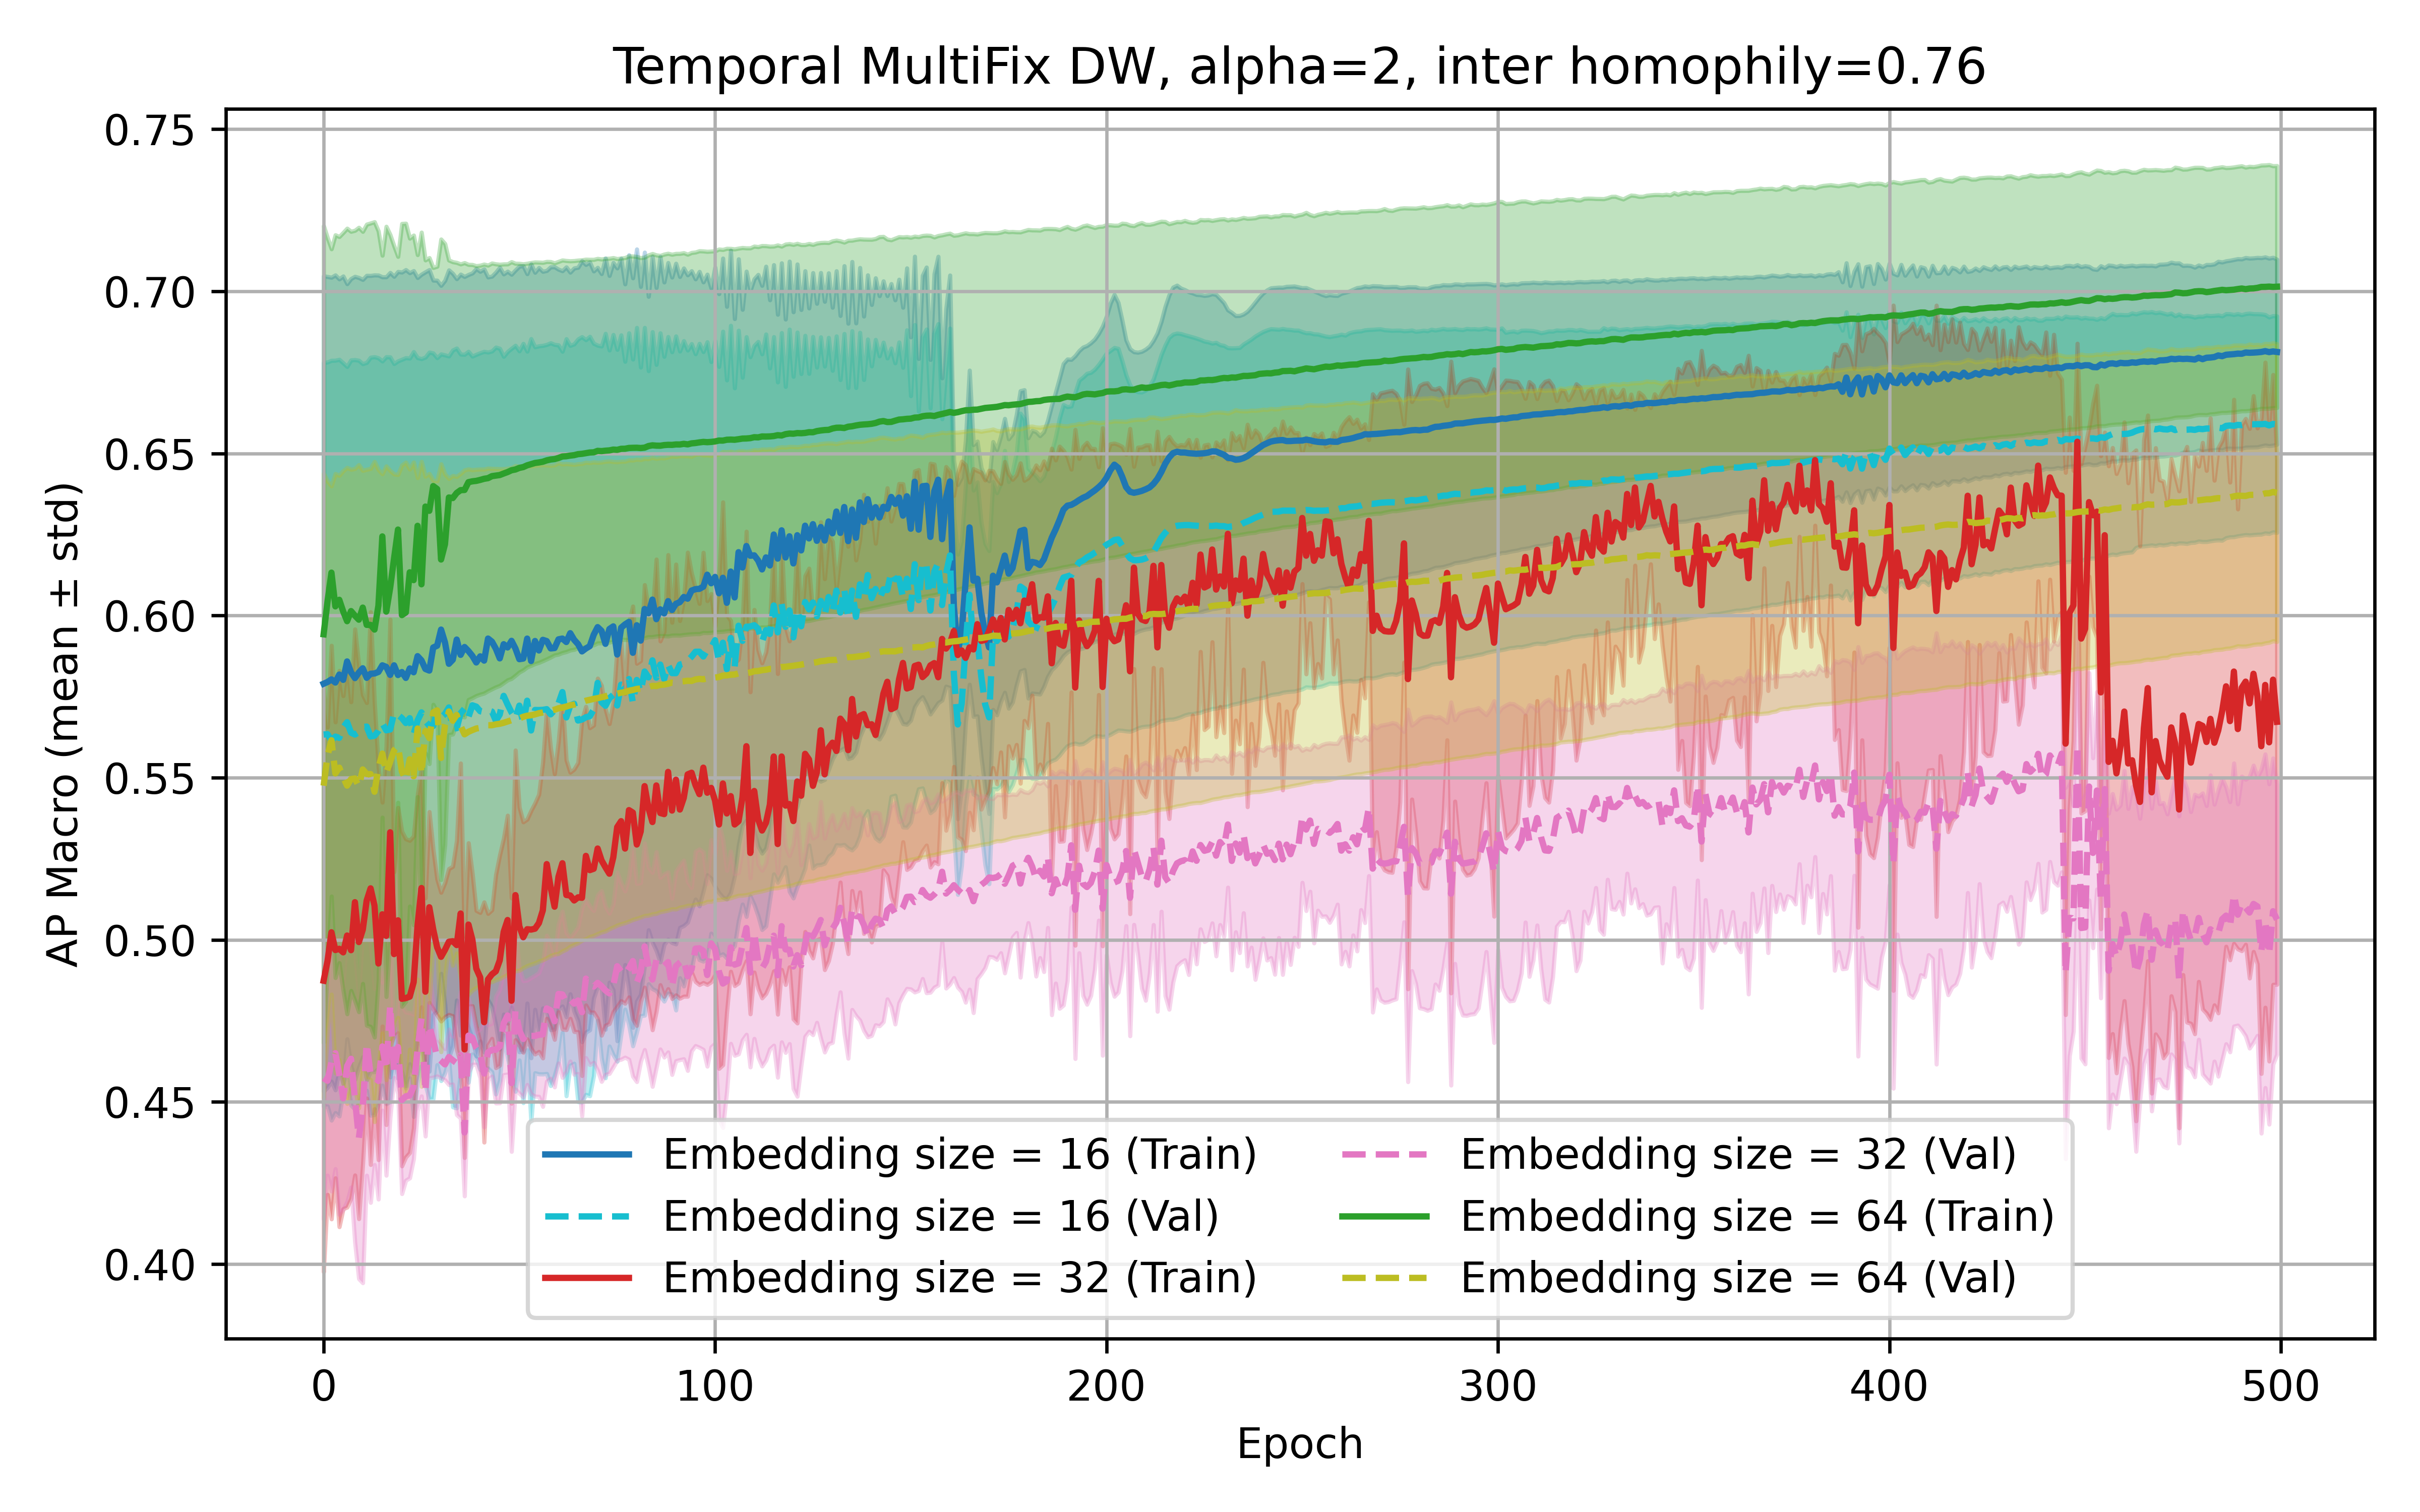 Temporal MultiFix DW, alpha=2, inter homophily=0.76
AP Macro (mean ± std)
0.75
0.70
0.65
0.60
0.55
0.50
0.45
0.40
Embedding size = 16 (Train)
Embedding size = 16 (Val)
Embedding size = 32 (Train)
Embedding size = 32 (Val)
Embedding size = 64 (Train)
Embedding size = 64 (Val)
0 100 200 300 400 500
Epoch